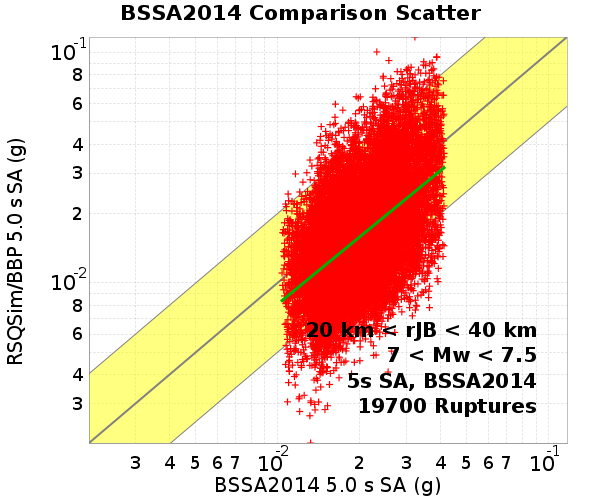 BSSA2014 Comparison Scatter
RSQSim/BBP 5.0 s SA (g)
10-1
8
6
4
3
2
10-2
8
6
4
3
20 km < rJB < 40 km
7 < Mw < 7.5
5s SA, BSSA2014
19700 Ruptures
3 4 5 6 7 10-2 2 3 4 5 6 7 10-1
BSSA2014 5.0 s SA (g)